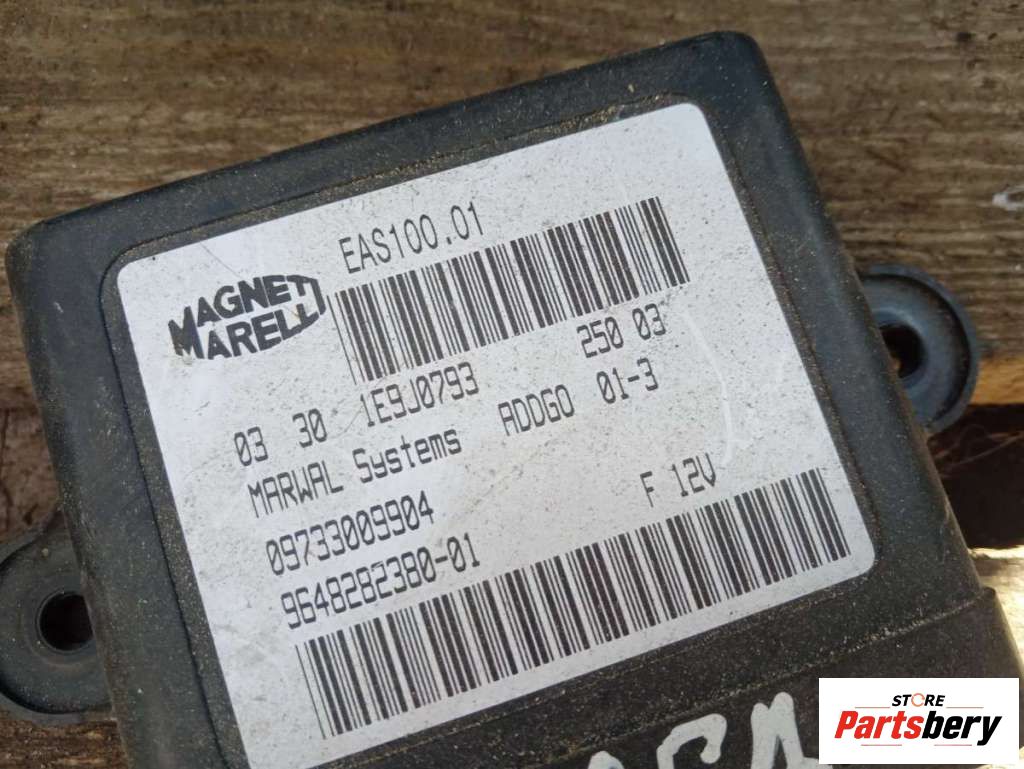 EAS100.01
MAGNETI
MARELLI
03 30 1E9J0793 250 03
MARWAL Systems ADDGO 01-3
09733009904
9648282380-01 F 12V
STORE
Partsbery